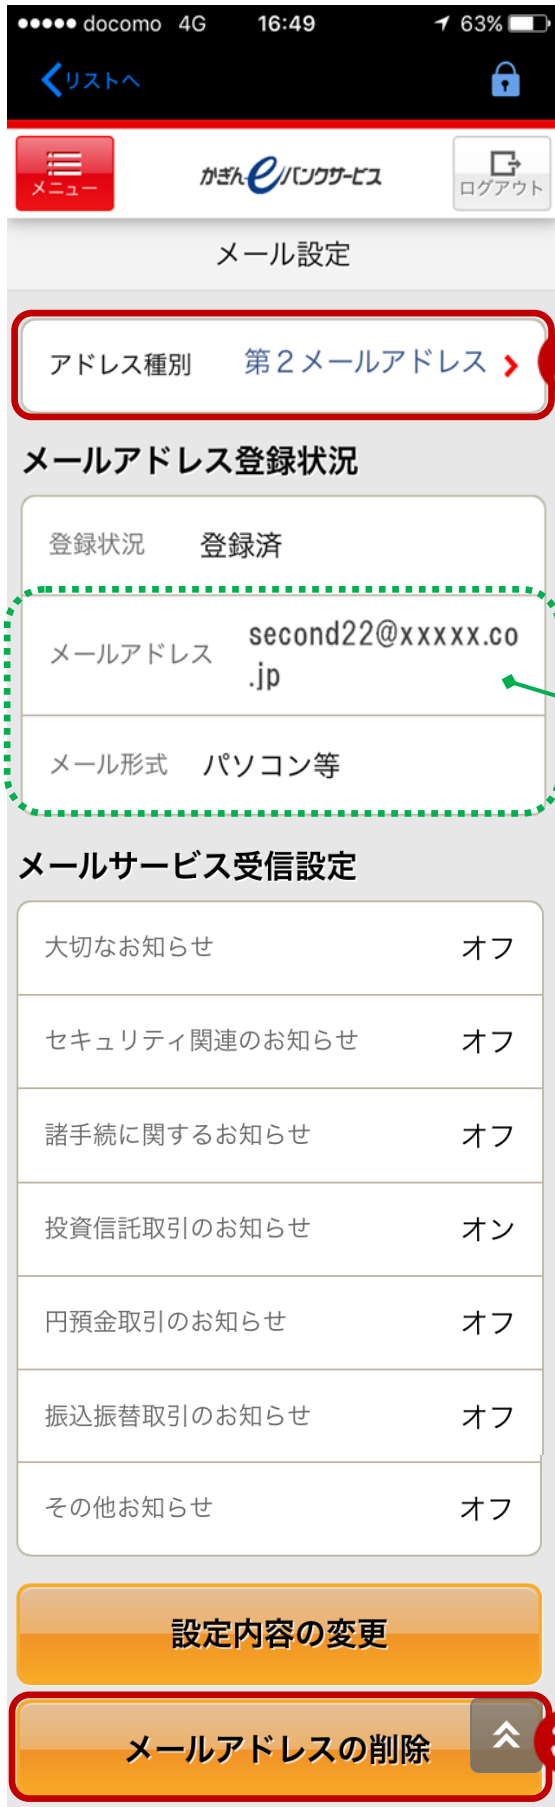 docomo 4G 16:49 63%
リストへ
メニュー
かぎんeバンクサービス
ログアウト
メール設定
アドレス種別 第２メールアドレス
メールアドレス登録状況
登録状況 登録済
メールアドレス second22@xxxxx.co
.jp
メール形式 パソコン等
メールサービス受信設定
大切なお知らせ オフ
セキュリティ関連のお知らせ オフ
諸手続に関するお知らせ オフ
投資信託取引のお知らせ オン
円預金取引のお知らせ オフ
振込振替取引のお知らせ オフ
その他お知らせ オフ
設定内容の変更
メールアドレスの削除